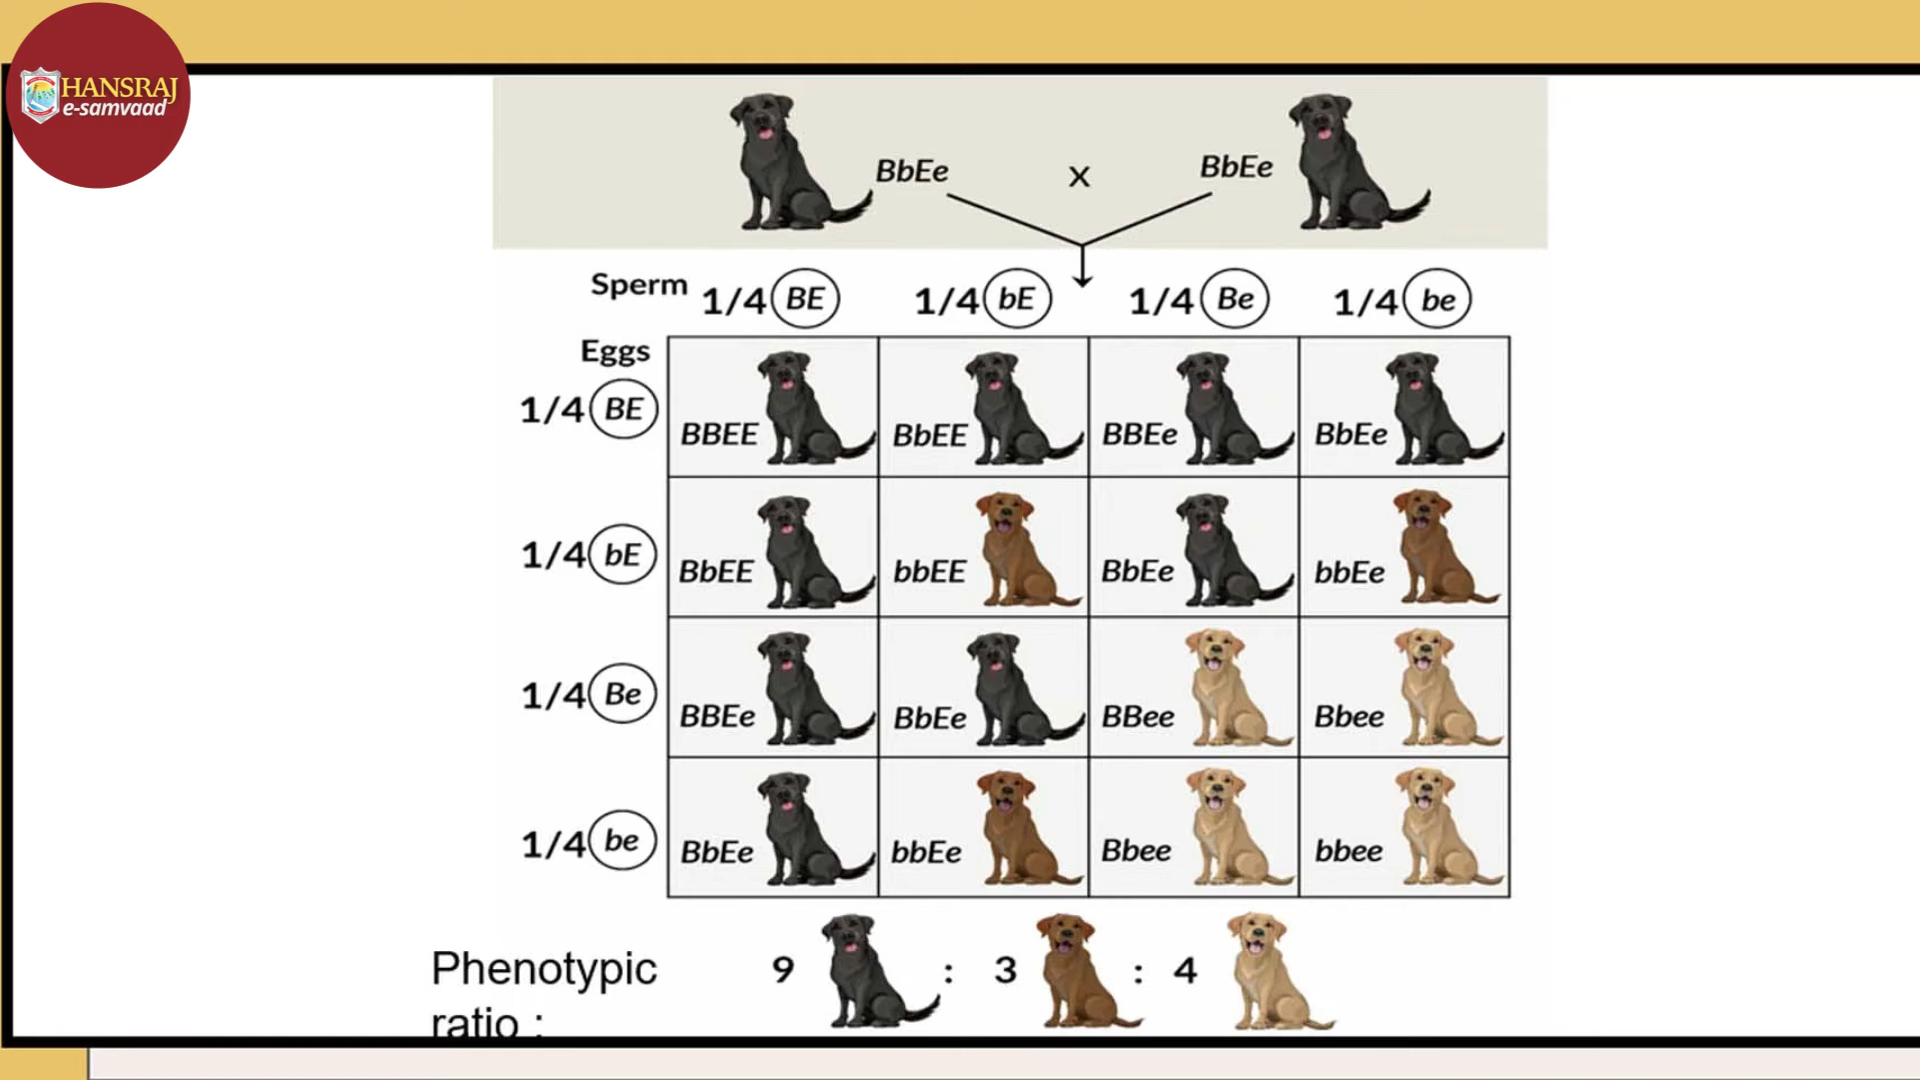 HANSRAJ
e-samvaad
BbEe x BbEe
Sperm 1/4 BE 1/4 bE 1/4 Be 1/4 be
Eggs
1/4 BE BBEE BbEE BBEe BbEe
1/4 bE BbEE bbEE BbEe bbEe
1/4 Be BBEe BbEe BBee Bbee
1/4 be BbEe bbEe Bbee bbee
Phenotypic 9 : 3 : 4
ratio :